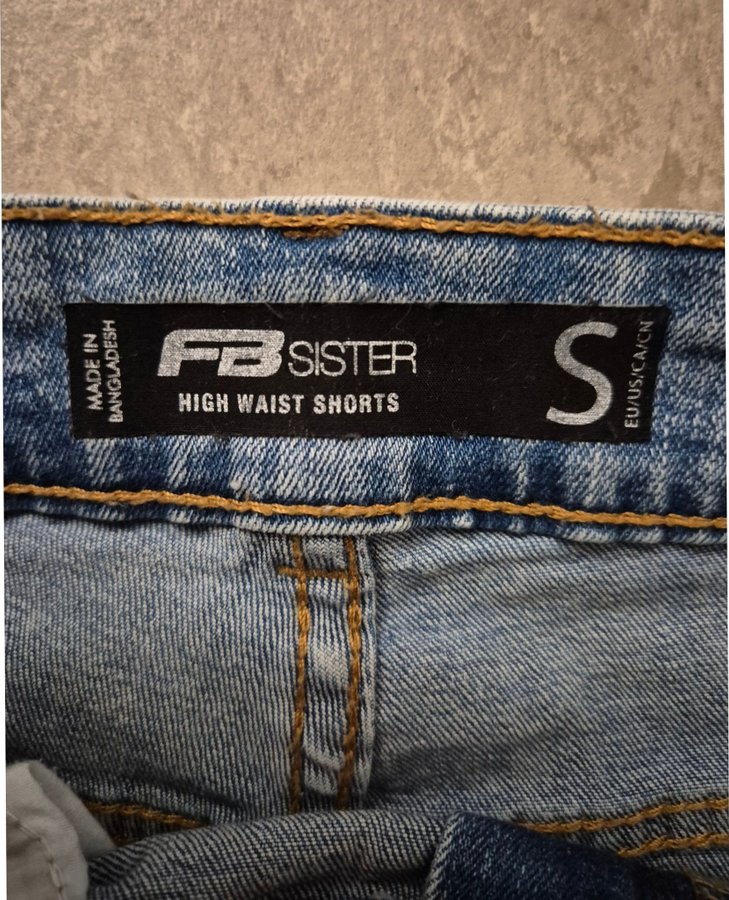 MADE IN
BANGLADESH
FB SISTER
HIGH WAIST SHORTS
S
EU/US/CA/CN